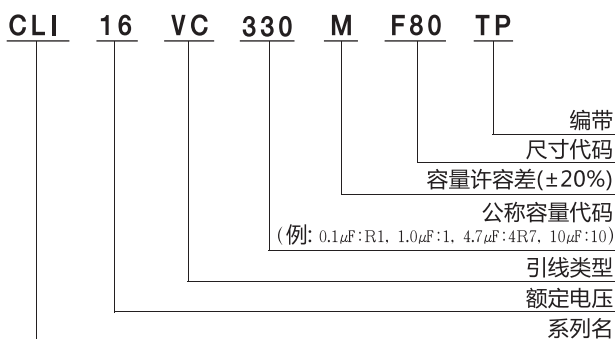 CLI 16 VC 330 M F80 TP
编带
尺寸代码
容量许容差(±20%)
公称容量代码
(例: 0.1μF:R1, 1.0μF:1, 4.7μF:4R7, 10μF:10)
引线类型
额定电压
系列名